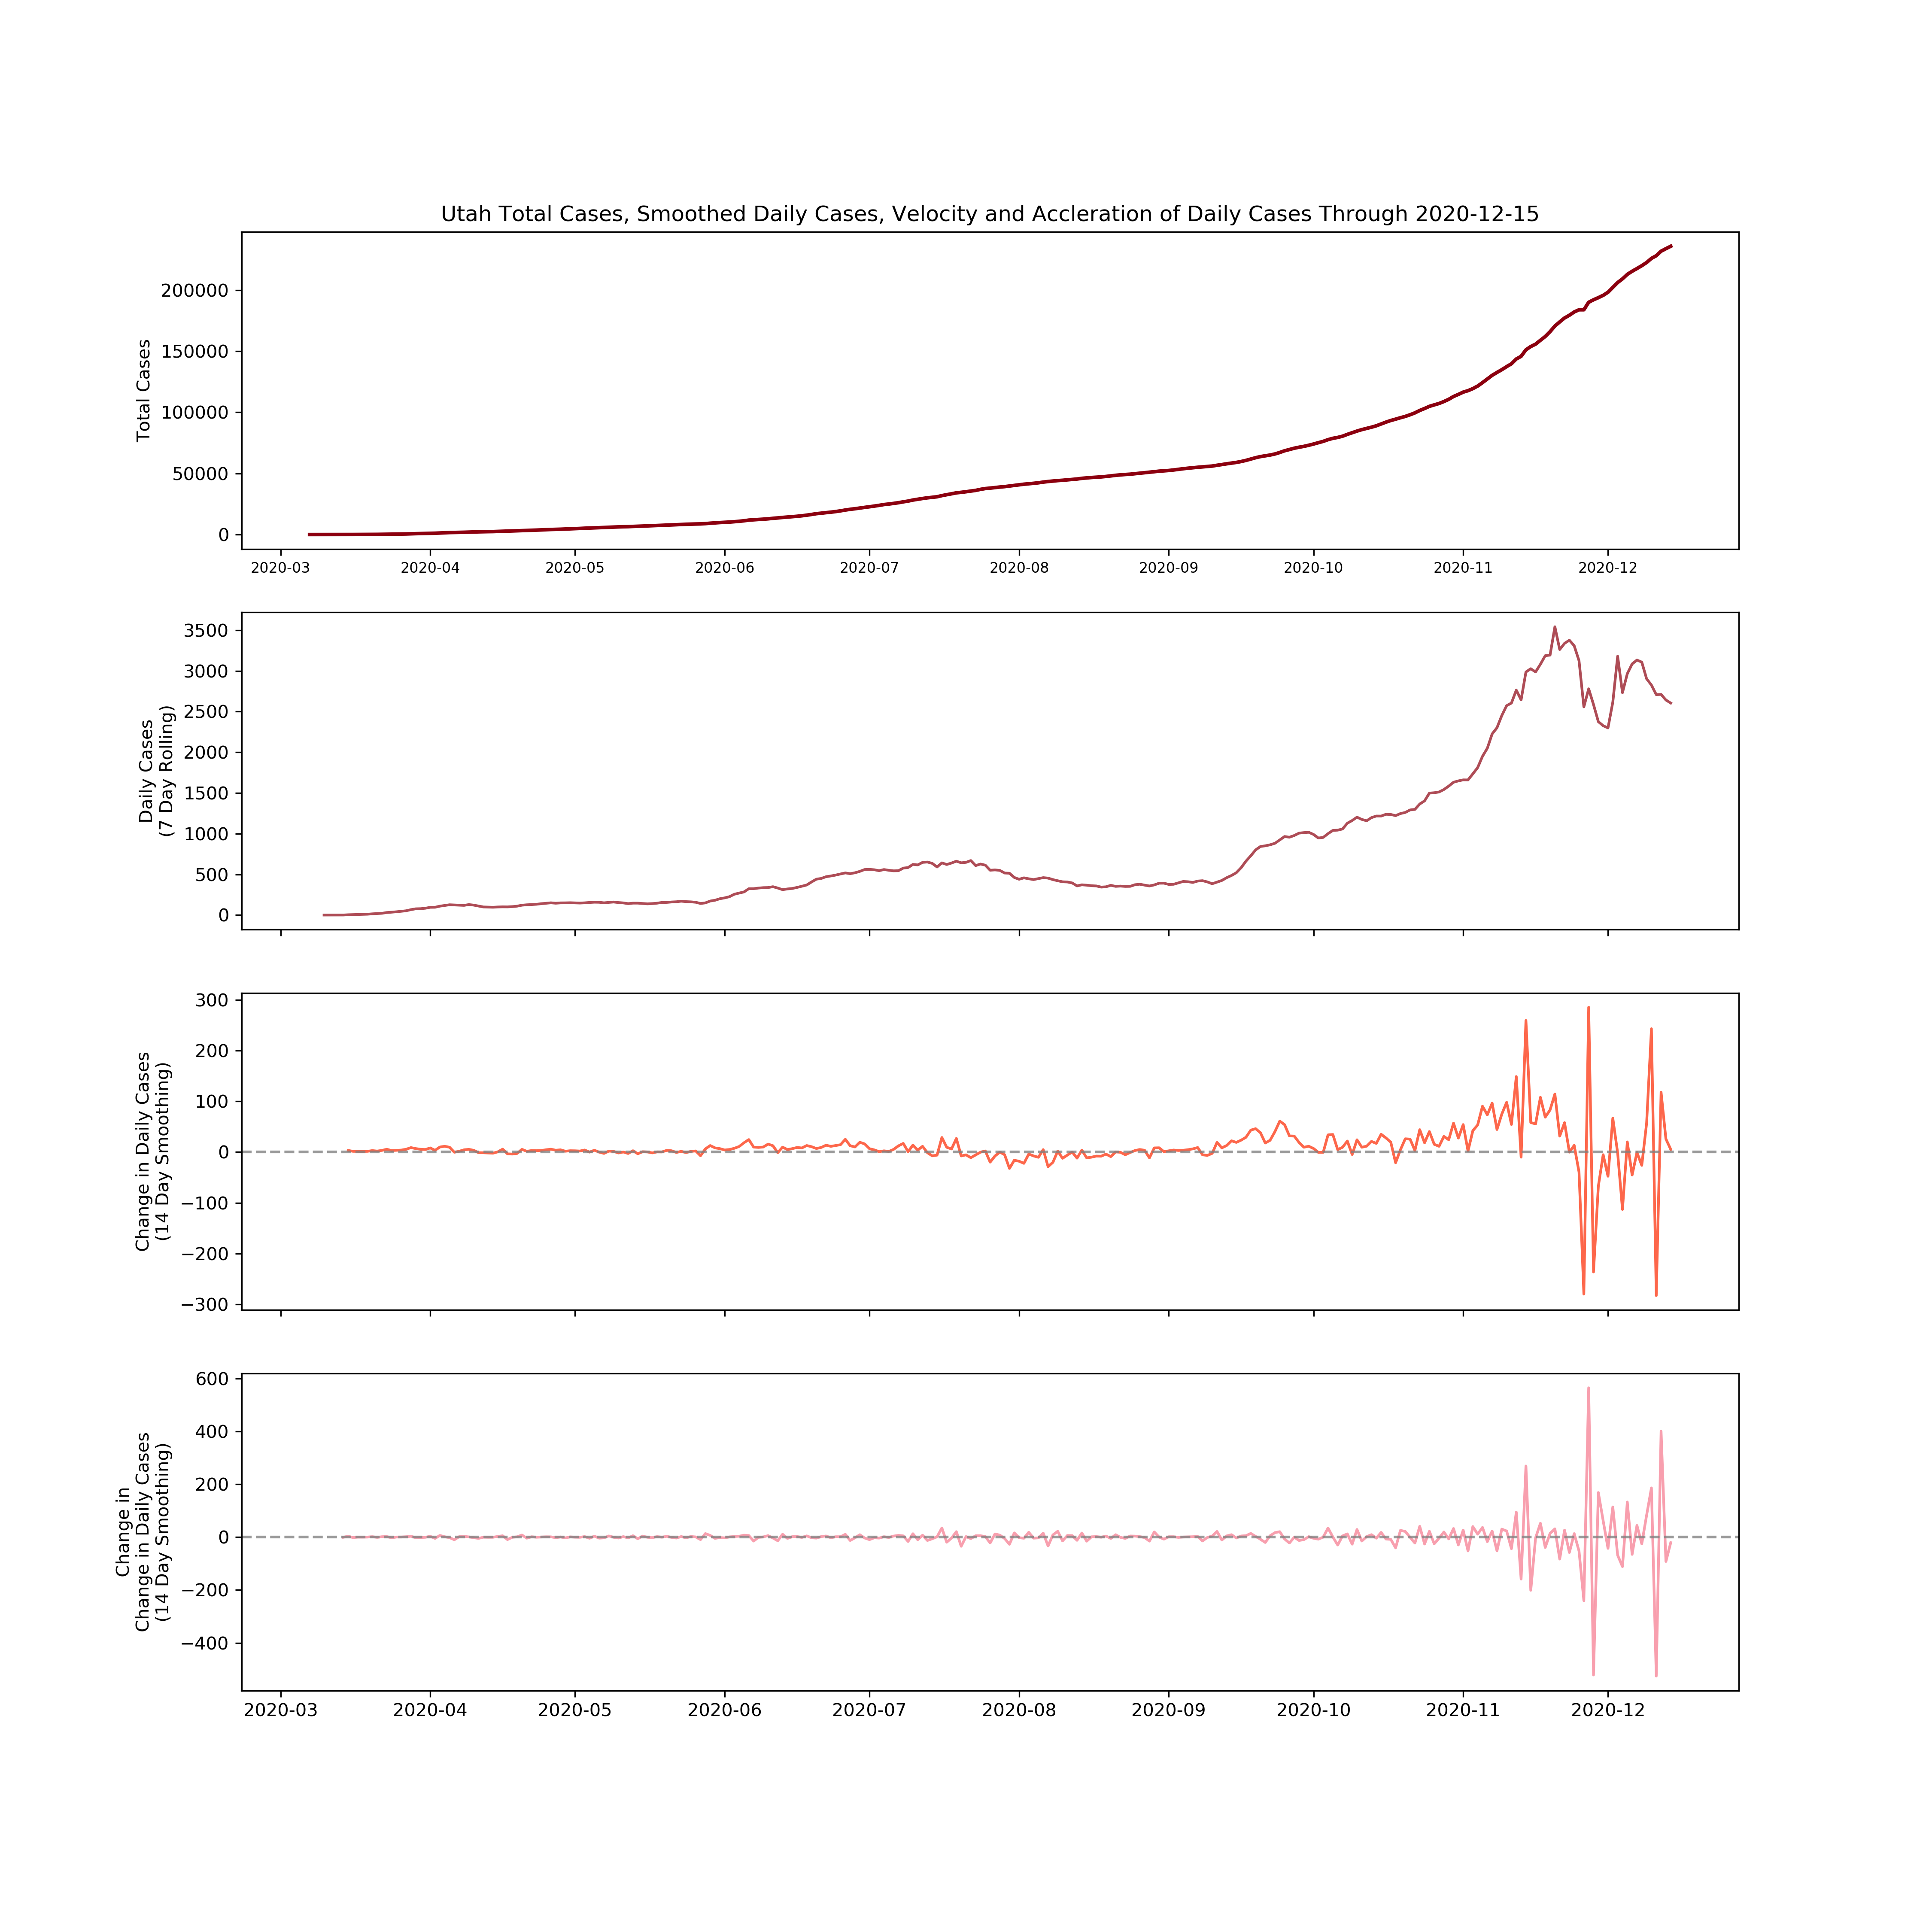 Utah Total Cases, Smoothed Daily Cases, Velocity and Accleration of Daily Cases Through 2020-12-15
Total Cases
200000
150000
100000
50000
0
2020-03 2020-04 2020-05 2020-06 2020-07 2020-08 2020-09 2020-10 2020-11 2020-12
Daily Cases
(7 Day Rolling)
3500
3000
2500
2000
1500
1000
500
0
Change in Daily Cases
(14 Day Smoothing)
300
200
100
0
−100
−200
−300
Change in
Change in Daily Cases
(14 Day Smoothing)
600
400
200
0
−200
−400
2020-03 2020-04 2020-05 2020-06 2020-07 2020-08 2020-09 2020-10 2020-11 2020-12